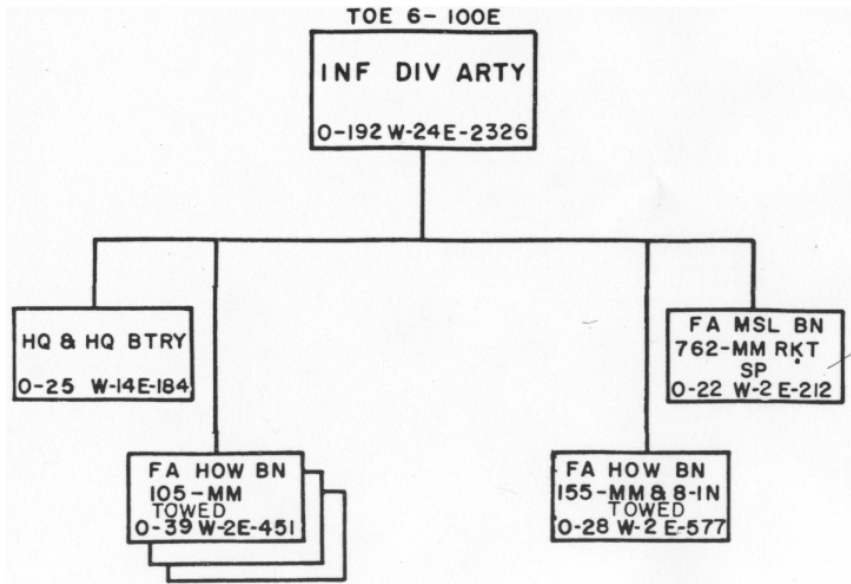 TOE 6-100E
INF DIV ARTY
O-192 W-24 E-2326
HQ & HQ BTRY
O-25 W-14 E-184
FA MSL BN
762-MM RKT
SP
O-22 W-2 E-212
FA HOW BN
105-MM
TOWED
O-39 W-2 E-451
FA HOW BN
155-MM & 8-IN
TOWED
O-28 W-2 E-577